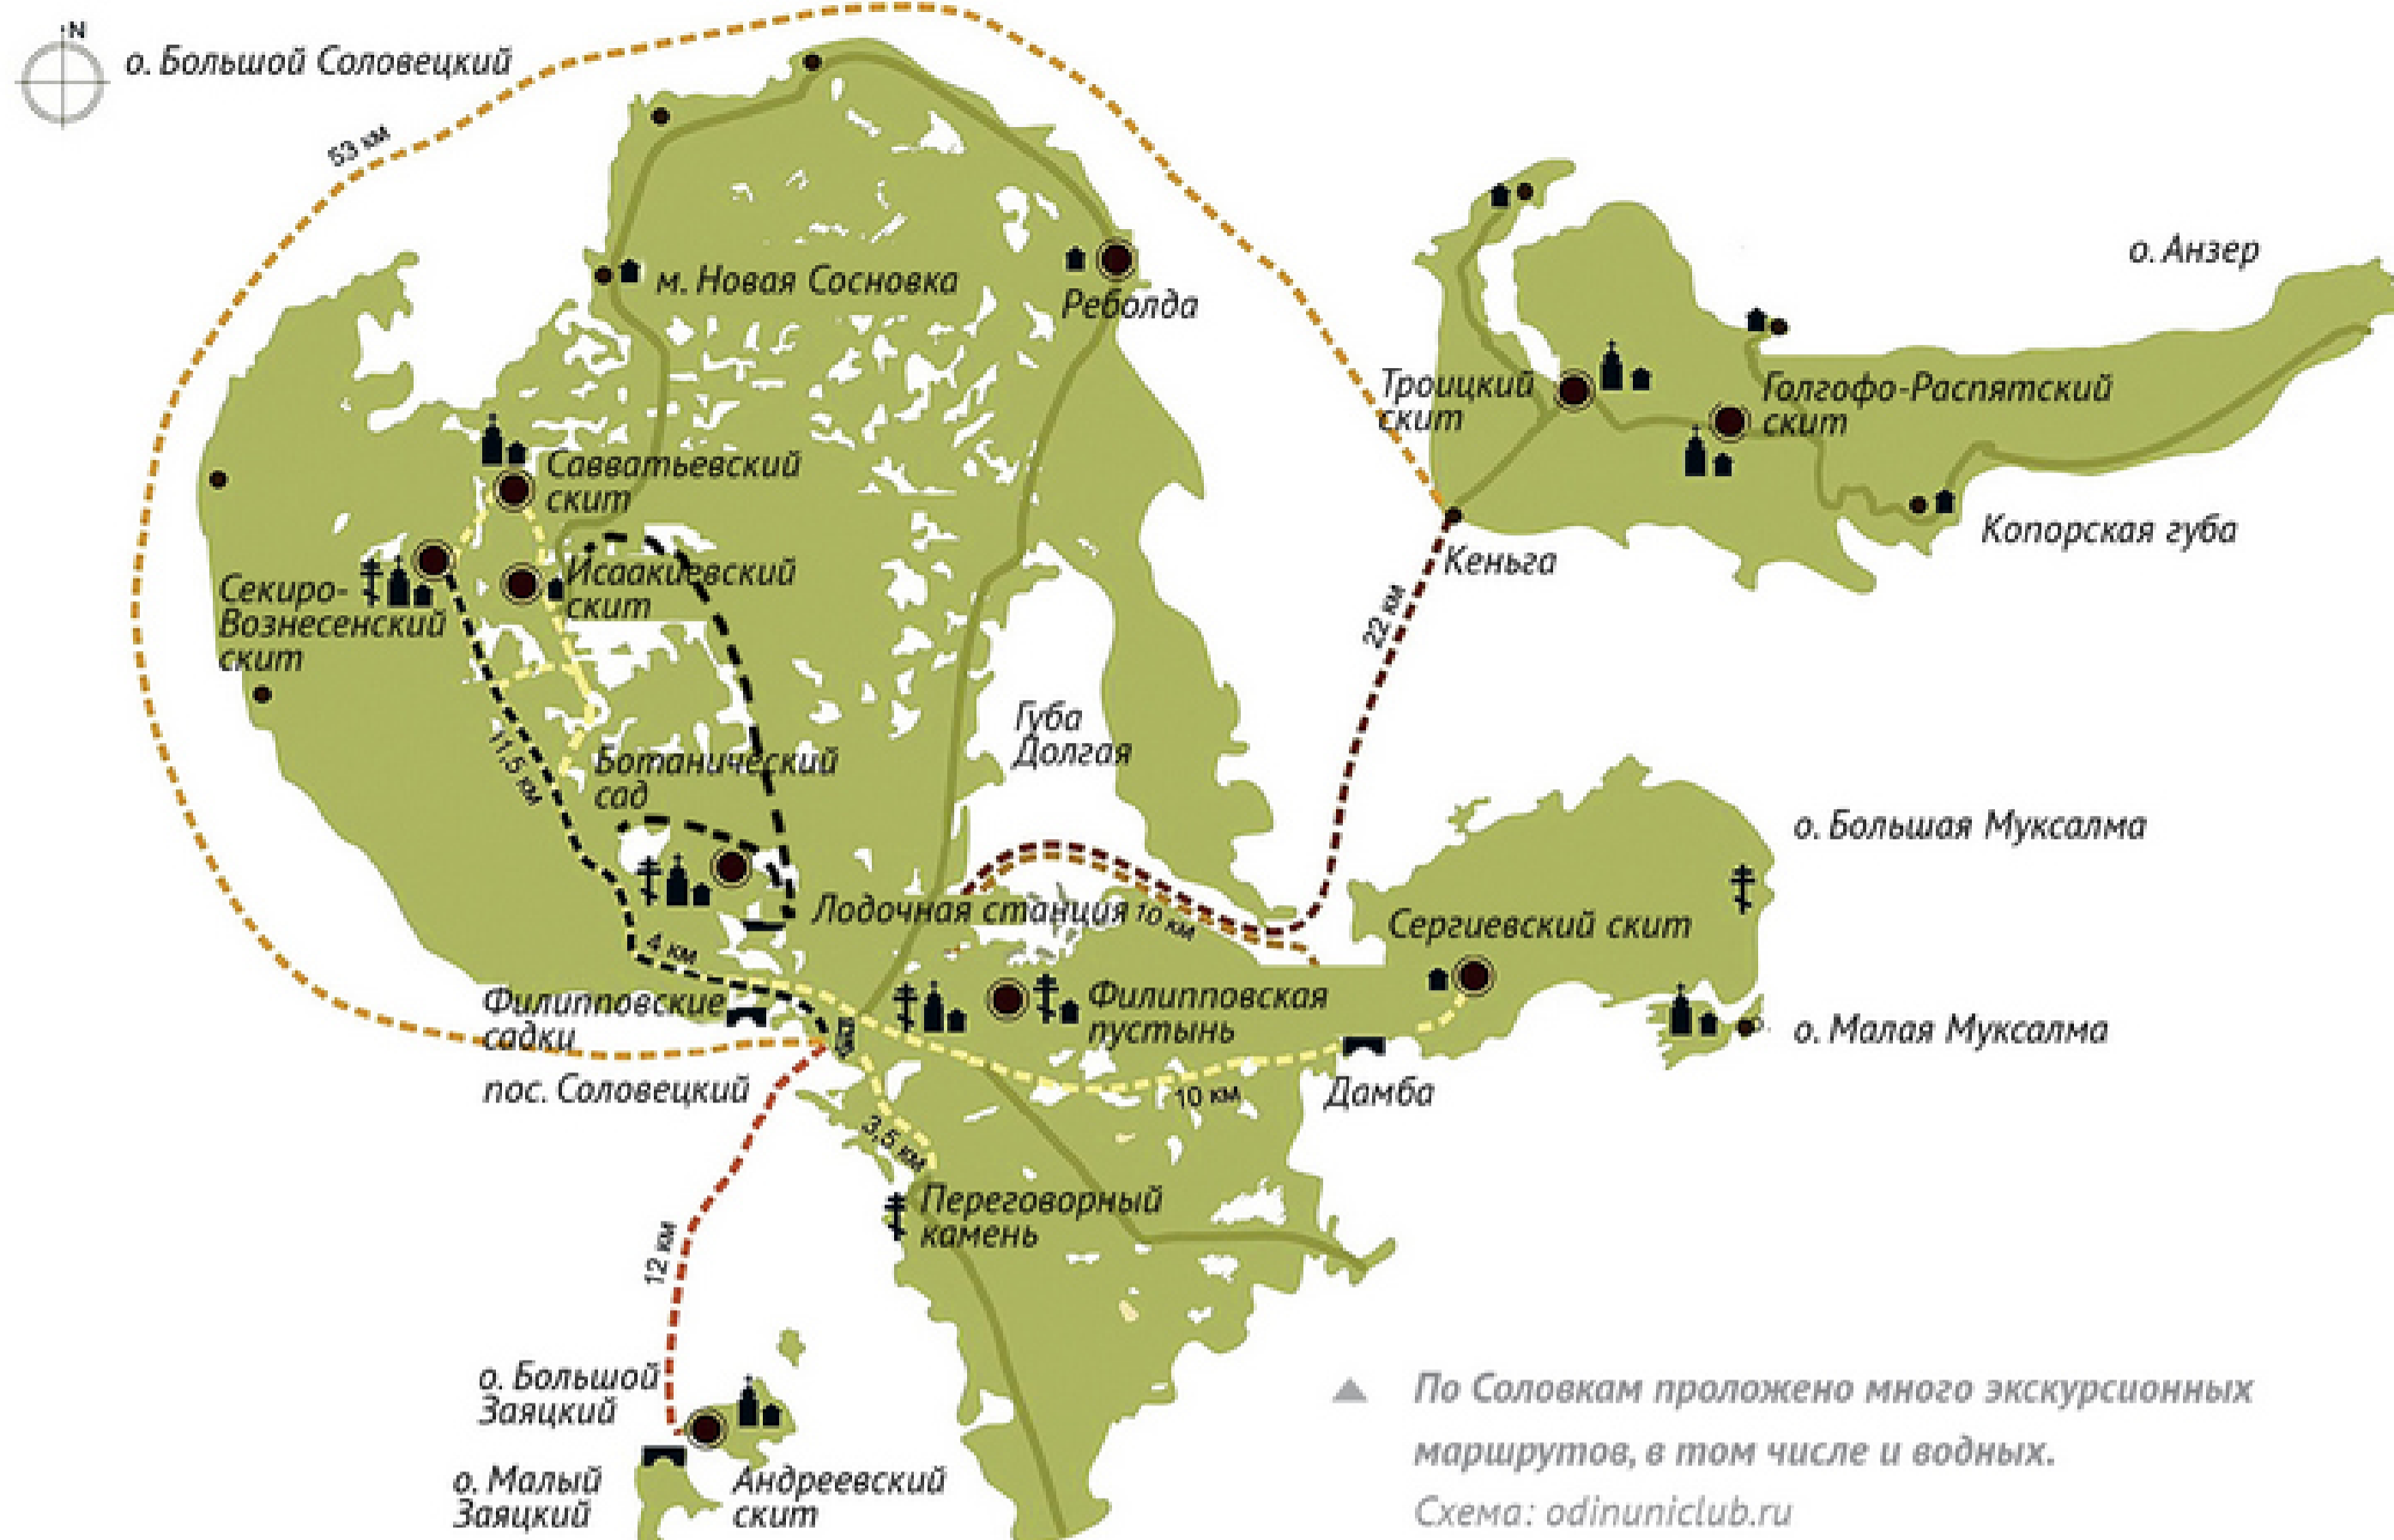 N
о. Большой Соловецкий
53 км
м. Новая Сосновка
Реболда
о. Анзер
Троицкий
скит
Голгофо-Распятский
скит
Савватьевский
скит
Копорская губа
Кеньга
Исаакиевский
скит
Секиро-
Вознесенский
скит
22 км
Губа
Долгая
11,5 км
Ботанический
сад
о. Большая Муксалма
Лодочная станция
10 км
Сергиевский скит
4 км
Филипповские
садки
Филипповская
пустынь
о. Малая Муксалма
пос. Соловецкий
10 км
Дамба
3,5 км
Переговорный
камень
12 км
о. Большой
Заяцкий
о. Малый
Заяцкий
Андреевский
скит
По Соловкам проложено много экскурсионных
маршрутов, в том числе и водных.
Схема: odinuniclub.ru